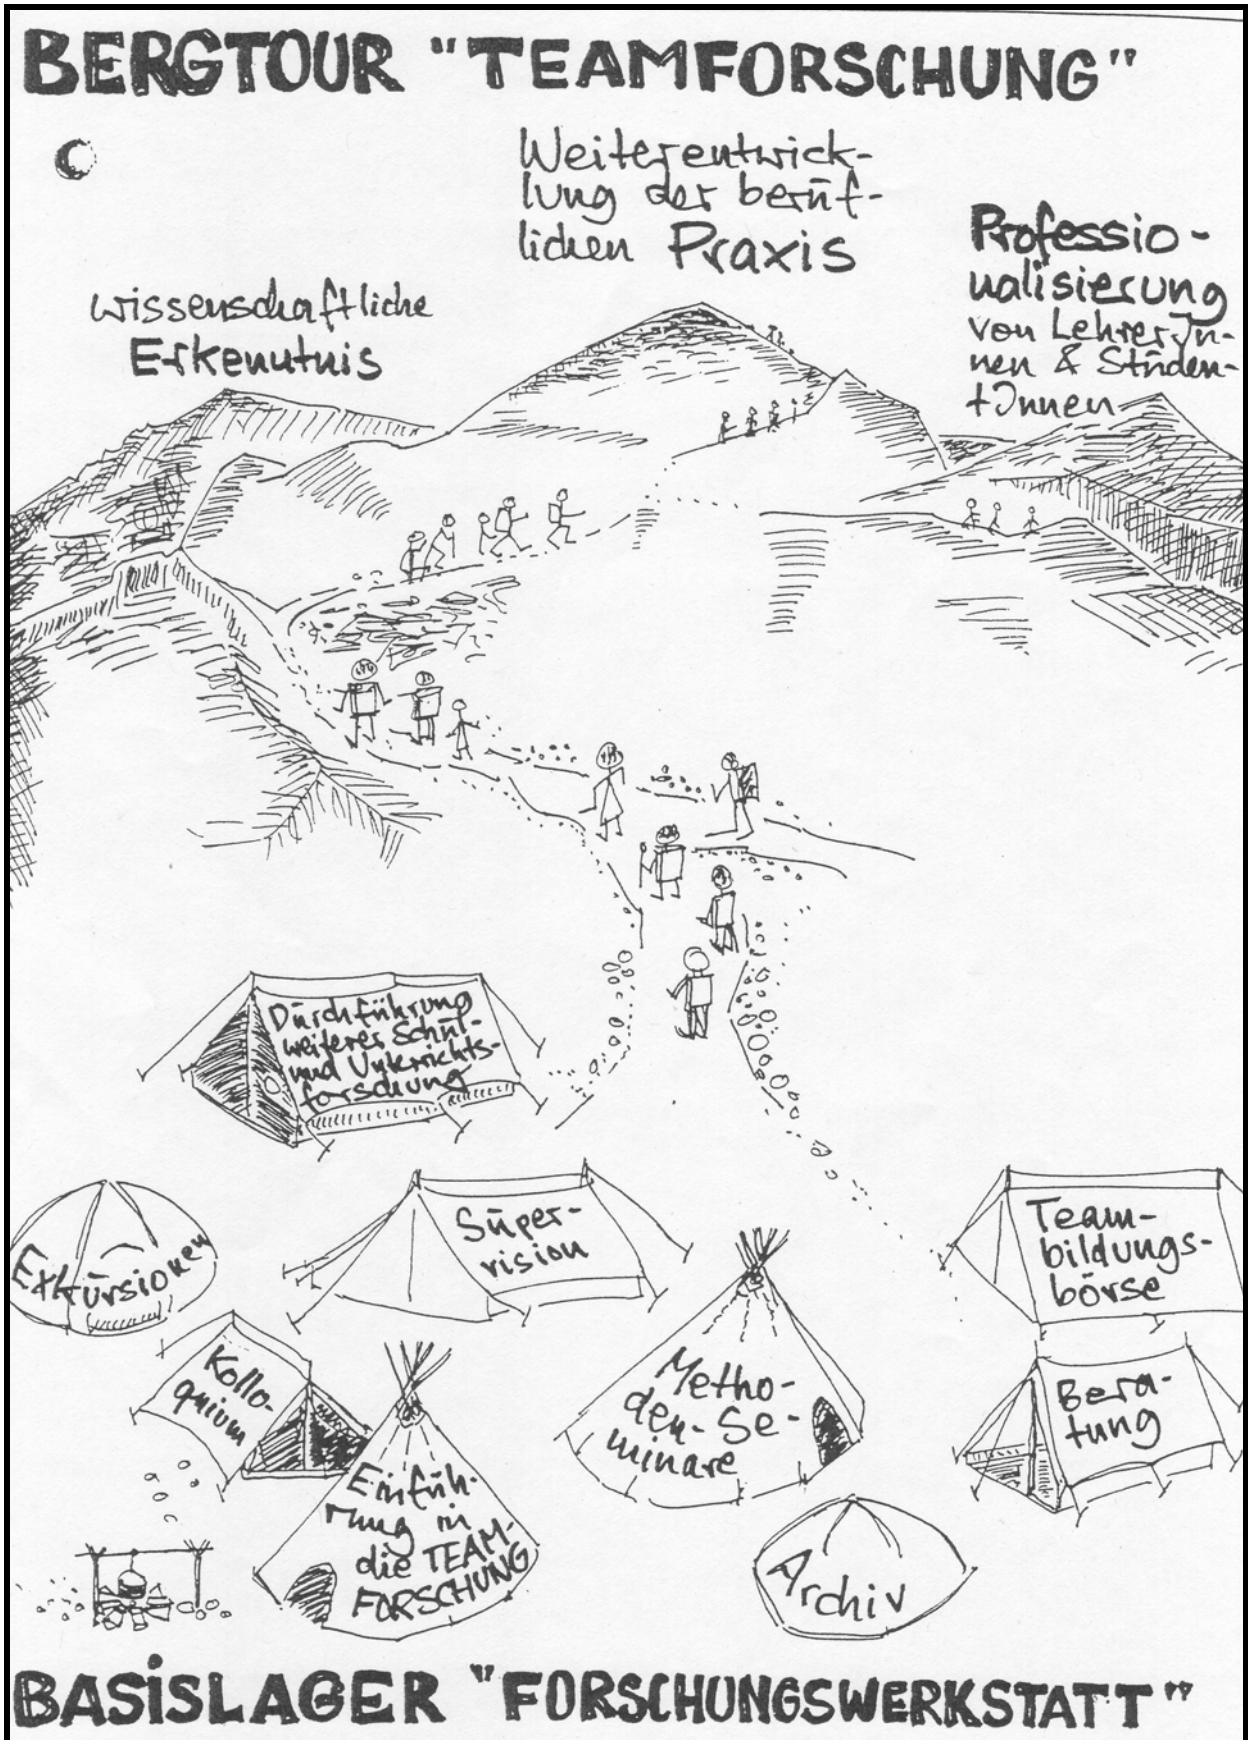 BERGTOUR "TEAMFORSCHUNG"
Weiterentwick-
lung der beruf-
lichen Praxis
Professio-
nalisierung
von LehrerIn-
nen & Studen-
tInnen
wissenschaftliche
Erkenntnis
Durchführung
weiterer Schul-
und Unterrichts-
forschung
Exkursionen
Super-
vision
Team-
bildungs-
börse
Kollo-
quium
Metho-
den-Se-
minare
Bera-
tung
Einfüh-
rung in
die TEAM-
FORSCHUNG
Archiv
BASISLAGER "FORSCHUNGSWERKSTATT"